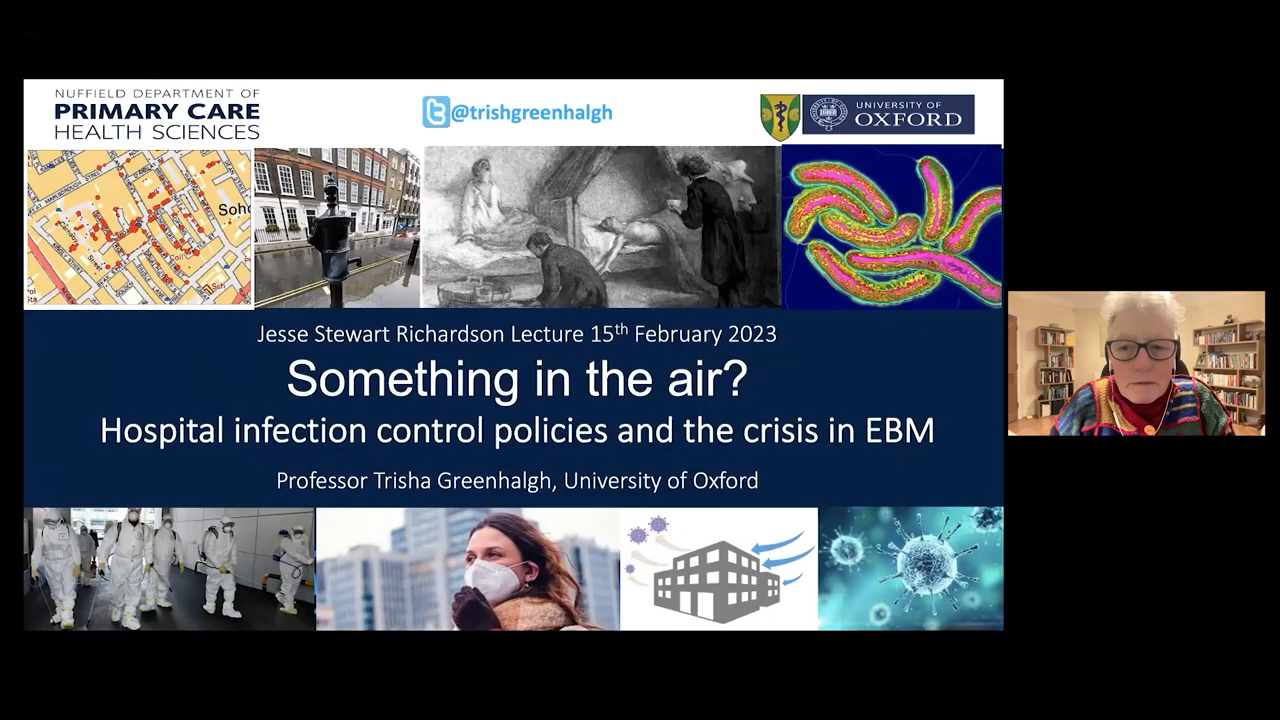 NUFFIELD DEPARTMENT OF
PRIMARY CARE
HEALTH SCIENCES
@trishgreenhalgh
UNIVERSITY OF
OXFORD
Soho
Jesse Stewart Richardson Lecture 15th February 2023
Something in the air?
Hospital infection control policies and the crisis in EBM
Professor Trisha Greenhalgh, University of Oxford